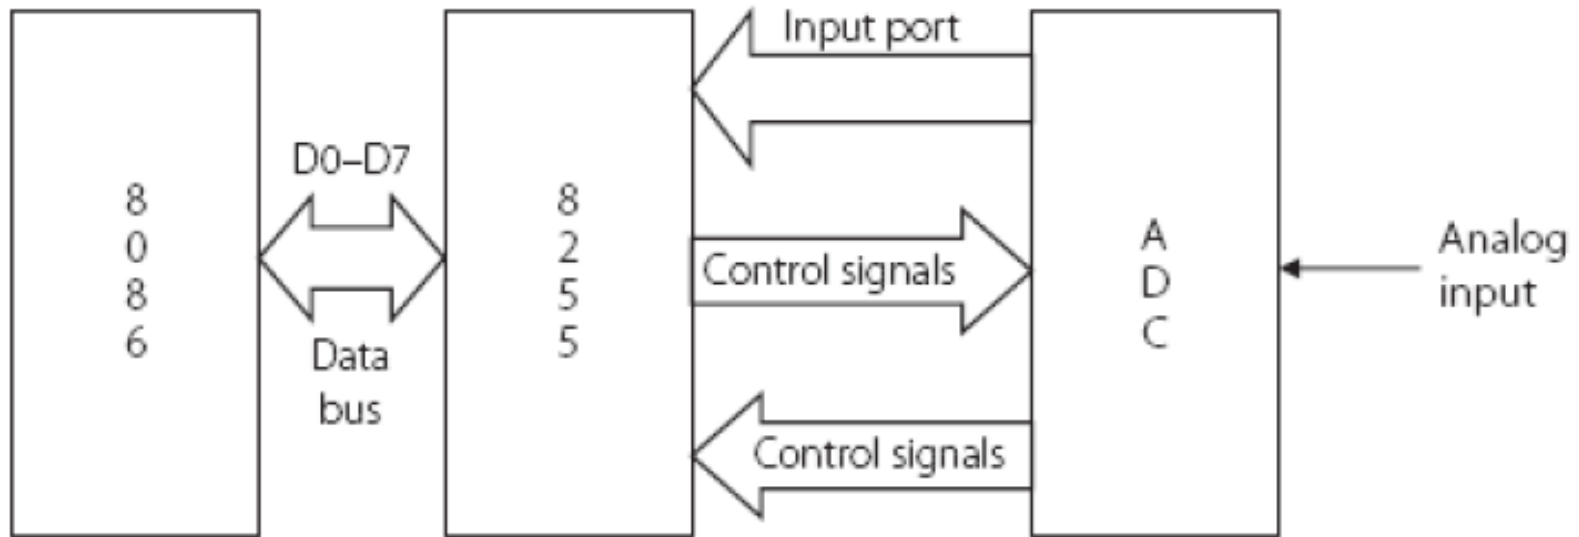 Input port
D0–D7
8
0
8
6
Data
bus
8
2
5
5
Control signals
Control signals
A
D
C
Analog
input